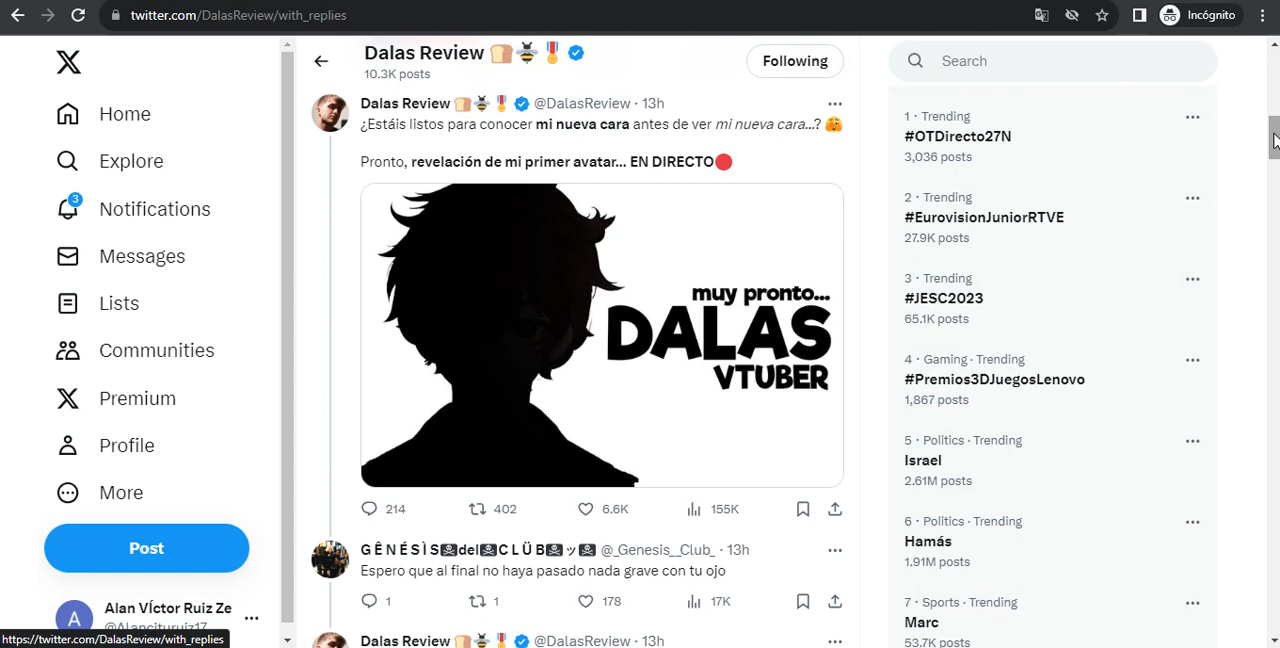 twitter.com/DalasReview/with_replies
Incógnito
X
Home
Explore
3
Notifications
Messages
Lists
Communities
X
Premium
Profile
More
Post
A
Alan VÍctor Ruiz Ze
@Alancituruiz17
https://twitter.com/DalasReview/with_replies
Dalas Review 🍞🐝🎖️
10.3K posts
Following
Dalas Review 🍞🐝🎖️ @DalasReview · 13h
¿Estáis listos para conocer mi nueva cara antes de ver mi nueva cara...? 🫣
Pronto, revelación de mi primer avatar... EN DIRECTO🔴
muy pronto...
DALAS
VTUBER
214 402 6.6K 155K
G Ê N É S Ì S☠del☠C L Ü B☠ッ☠ @_Genesis__Club_ · 13h
Espero que al final no haya pasado nada grave con tu ojo
1 1 178 17K
Dalas Review 🍞🐝🎖️ @DalasReview · 13h
Search
1 · Trending
#OTDirecto27N
3,036 posts
2 · Trending
#EurovisionJuniorRTVE
27.9K posts
3 · Trending
#JESC2023
65.1K posts
4 · Gaming · Trending
#Premios3DJuegosLenovo
1,867 posts
5 · Politics · Trending
Israel
2.61M posts
6 · Politics · Trending
Hamás
1.91M posts
7 · Sports · Trending
Marc
53.7K posts